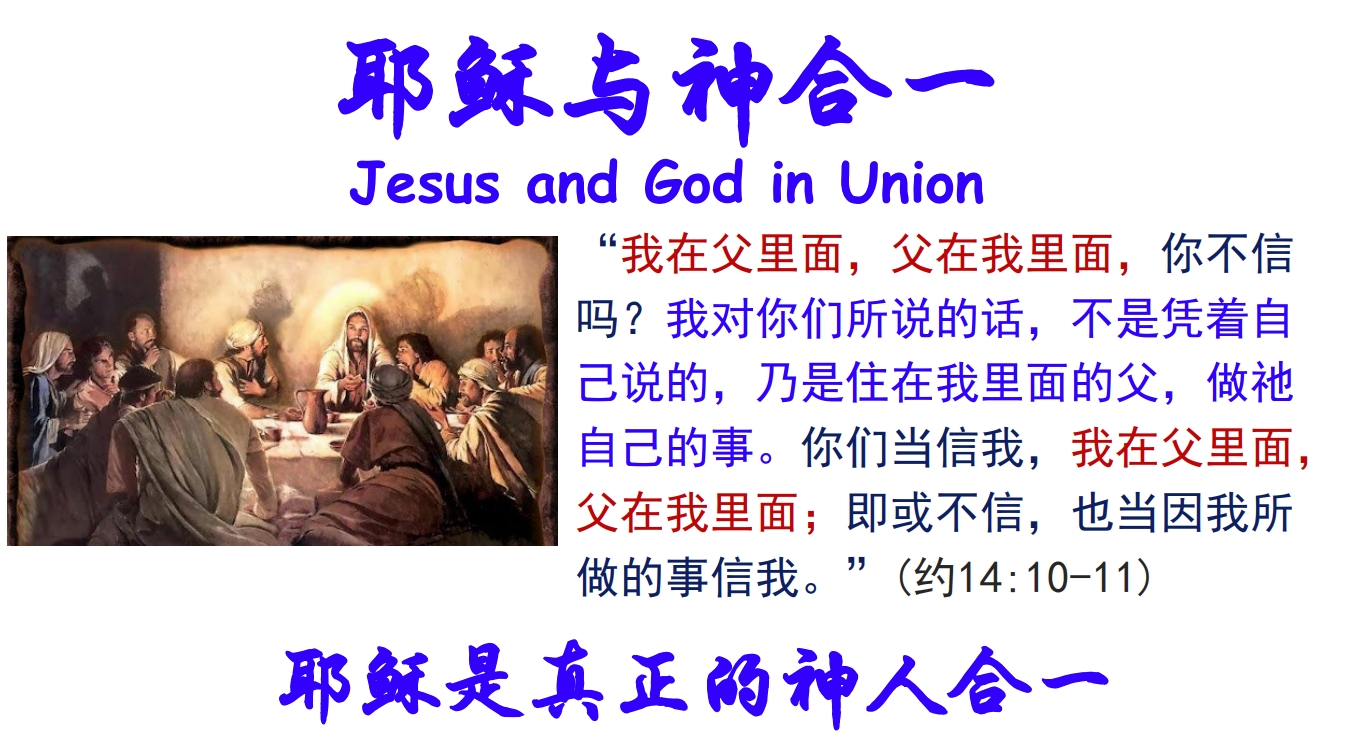 耶稣与神合一
Jesus and God in Union
“我在父里面，父在我里面，你不信
吗？我对你们所说的话，不是凭着自
己说的，乃是住在我里面的父，做祂
自己的事。你们当信我，我在父里面，
父在我里面；即或不信，也当因我所
做的事信我。”（约14:10-11）
耶稣是真正的神人合一